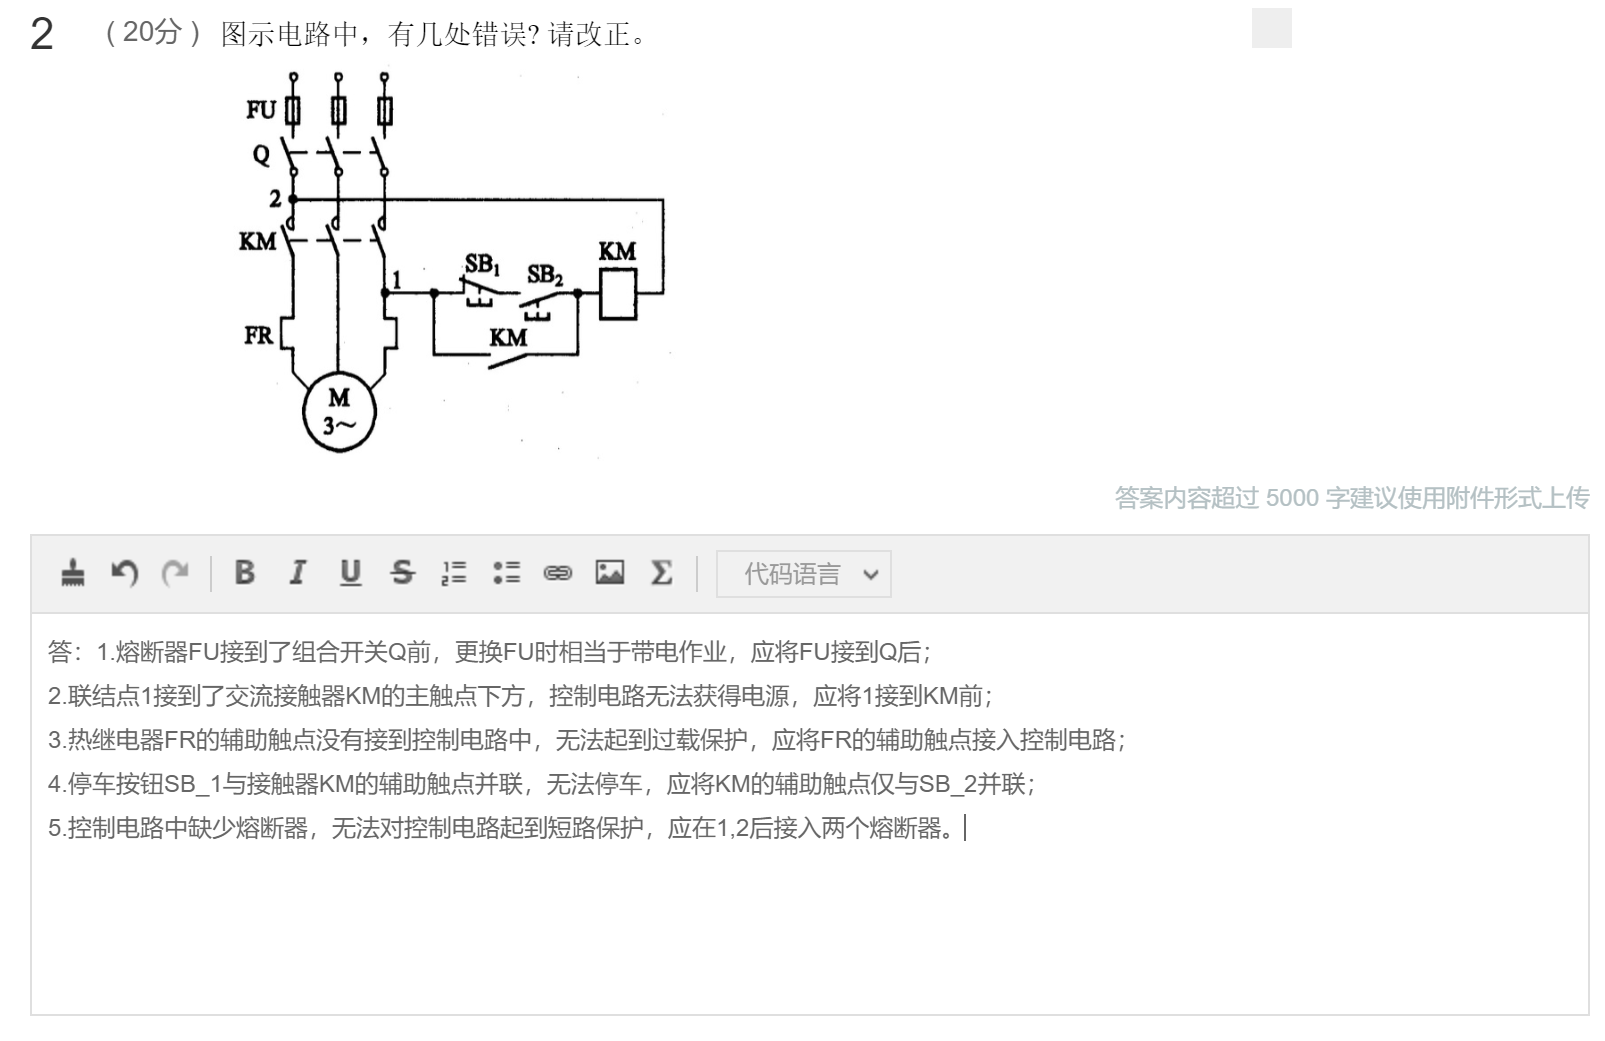 2 （20分） 图示电路中，有几处错误? 请改正。
FU
Q
2
KM
1
SB₁
SB₂
KM
FR
KM
M
3～
答案内容超过 5000 字建议使用附件形式上传
B I U S Σ 代码语言
答：1.熔断器FU接到了组合开关Q前，更换FU时相当于带电作业，应将FU接到Q后；
2.联结点1接到了交流接触器KM的主触点下方，控制电路无法获得电源，应将1接到KM前；
3.热继电器FR的辅助触点没有接到控制电路中，无法起到过载保护，应将FR的辅助触点接入控制电路；
4.停车按钮SB_1与接触器KM的辅助触点并联，无法停车，应将KM的辅助触点仅与SB_2并联；
5.控制电路中缺少熔断器，无法对控制电路起到短路保护，应在1,2后接入两个熔断器。